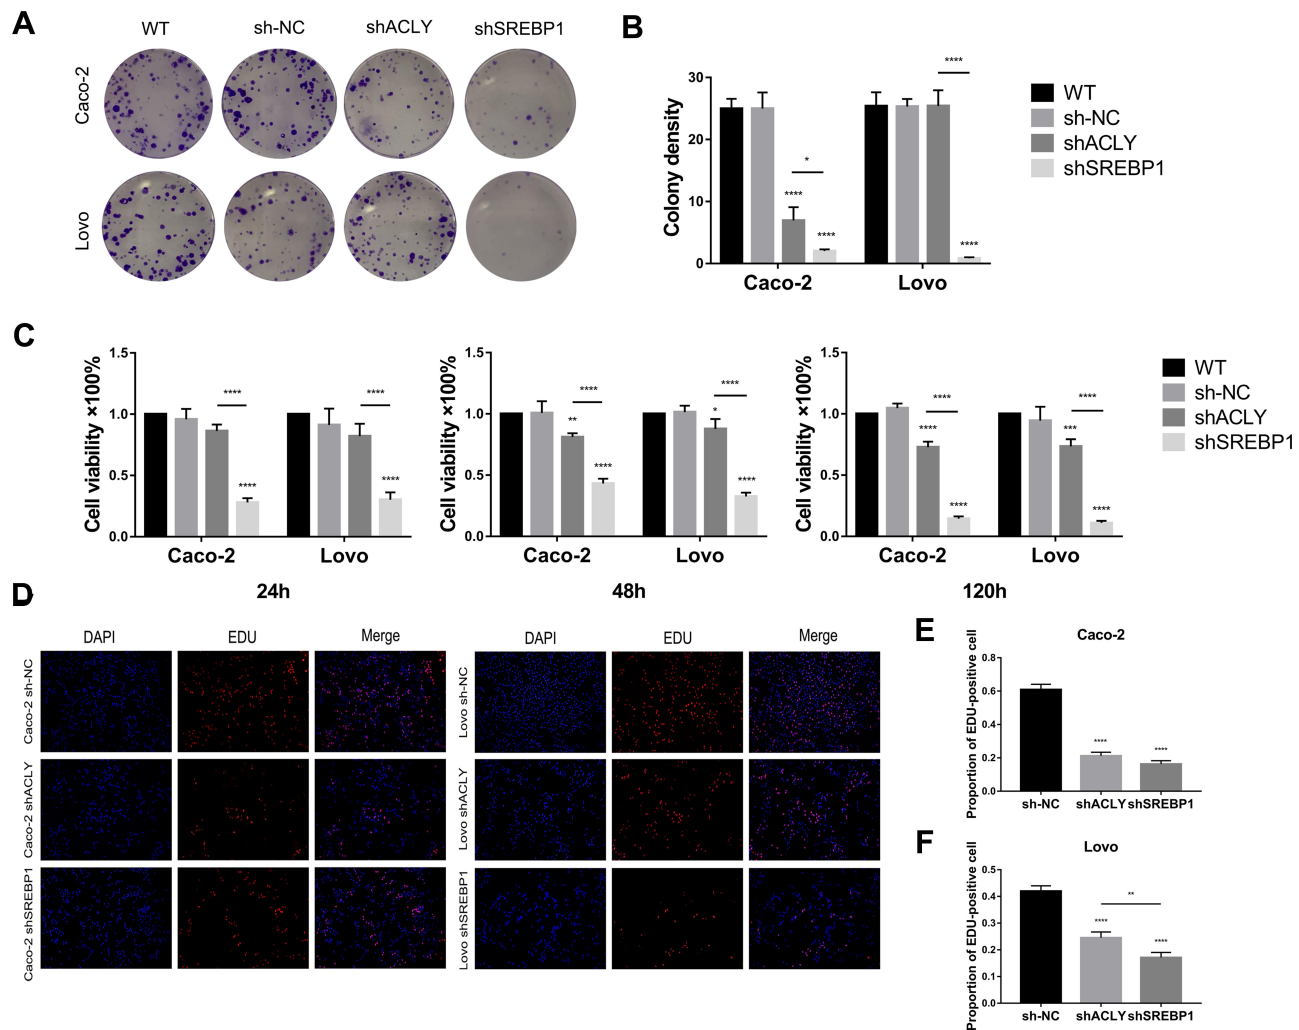 A
WT sh-NC shACLY shSREBP1
Caco-2
Lovo
B
Colony density
30
20
10
0
****
*
****
****
****
Caco-2 Lovo
WT
sh-NC
shACLY
shSREBP1
C
Cell viability ×100%
1.5
1.0
0.5
0.0
****
****
****
****
Caco-2 Lovo
24h
Cell viability ×100%
1.5
1.0
0.5
0.0
****
**
****
****
*
****
Caco-2 Lovo
48h
Cell viability ×100%
1.5
1.0
0.5
0.0
****
****
****
****
***
****
Caco-2 Lovo
120h
WT
sh-NC
shACLY
shSREBP1
D
DAPI EDU Merge DAPI EDU Merge
Caco-2 sh-NC
Caco-2 shACLY
Caco-2 shSREBP1
Lovo sh-NC
Lovo shACLY
Lovo shSREBP1
E
Caco-2
Proportion of EDU-positive cell
0.8
0.6
0.4
0.2
0.0
****
****
sh-NC shACLY shSREBP1
F
Lovo
Proportion of EDU-positive cell
0.5
0.4
0.3
0.2
0.1
0.0
**
****
****
sh-NC shACLY shSREBP1